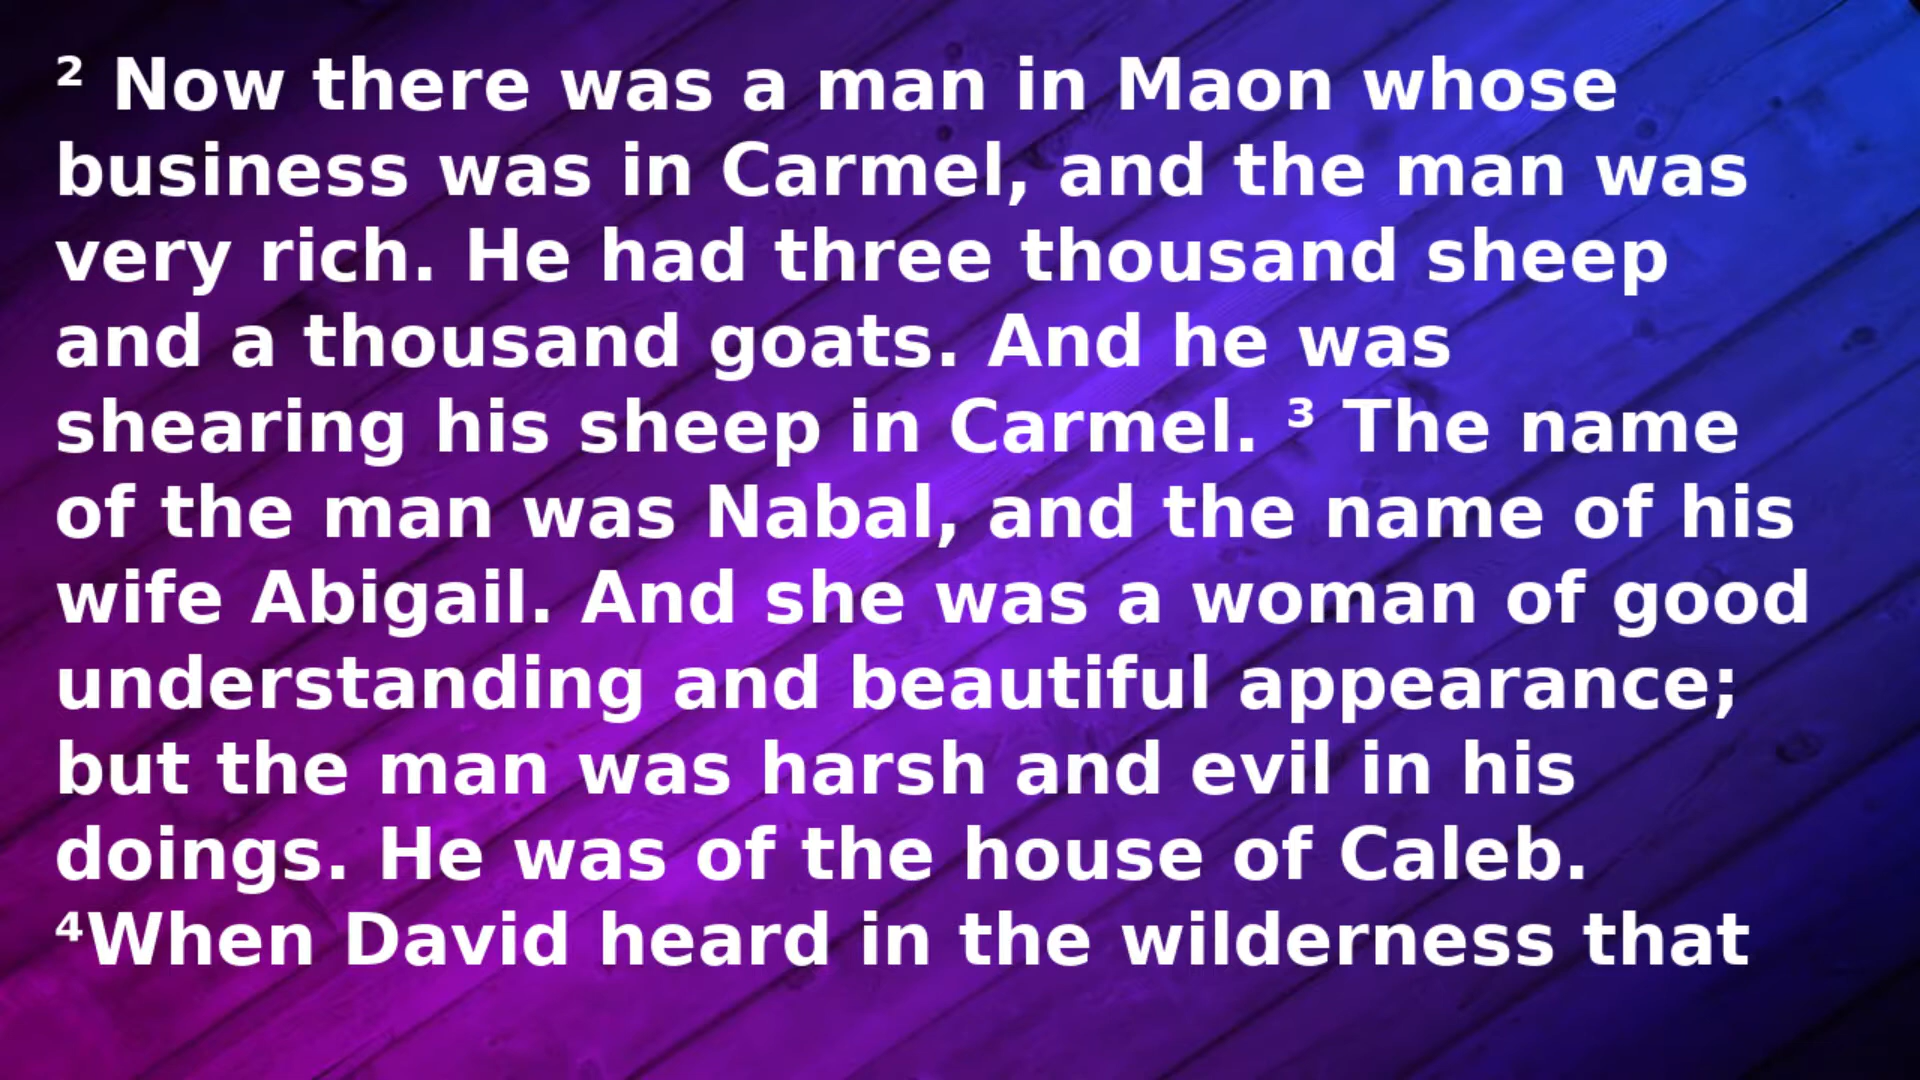 ² Now there was a man in Maon whose
business was in Carmel, and the man was
very rich. He had three thousand sheep
and a thousand goats. And he was
shearing his sheep in Carmel. ³ The name
of the man was Nabal, and the name of his
wife Abigail. And she was a woman of good
understanding and beautiful appearance;
but the man was harsh and evil in his
doings. He was of the house of Caleb.
⁴When David heard in the wilderness that